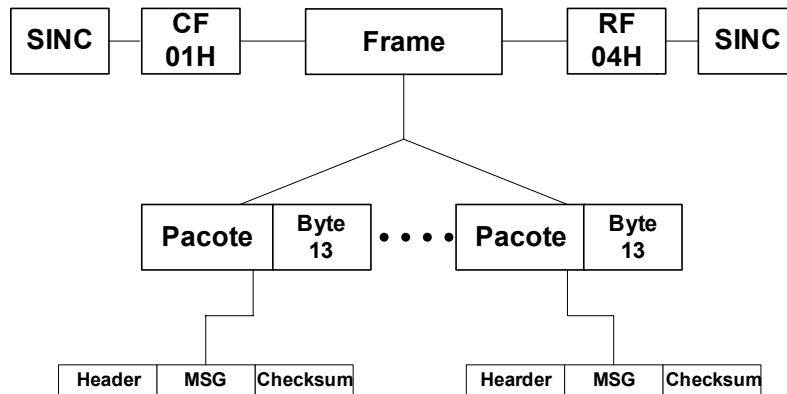 SINC
CF
01H
Frame
RF
04H
SINC
Pacote
Byte
13
Pacote
Byte
13
Header
MSG
Checksum
Hearder
MSG
Checksum